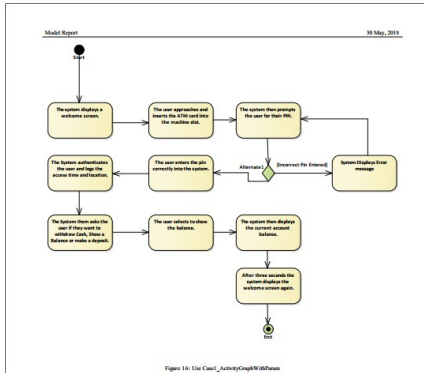 Model Report 30 May, 2018
Start
The system displays a
welcome screen.
The user approaches and
inserts the ATM card into
the machine slot.
The system then prompts
the user for their PIN.
The System authenticates
the user and logs the
access time and location.
The user enters the pin
correctly into the system.
Alternate1
[Incorrect Pin Entered]
System Displays Error
message
The System them asks the
user if they want to
withdraw Cash, Show a
Balance or make a deposit.
The user selects to show
the balance.
The system then displays
the current account
balance.
After three seconds the
system displays the
welcome screen again.
End
Figure 16: Use Case1_ActivityGraphWithParam